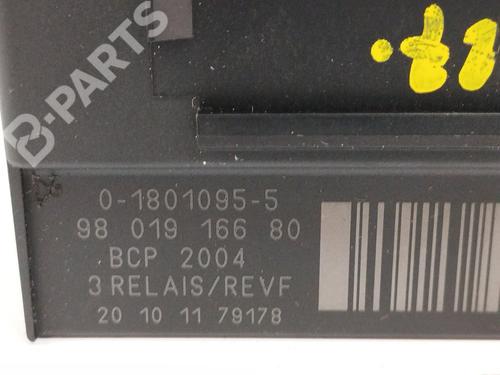 B-PARTS
0-1801095-5
98 019 166 80
BCP 2004
3 RELAIS/REVF
20 10 11 79178